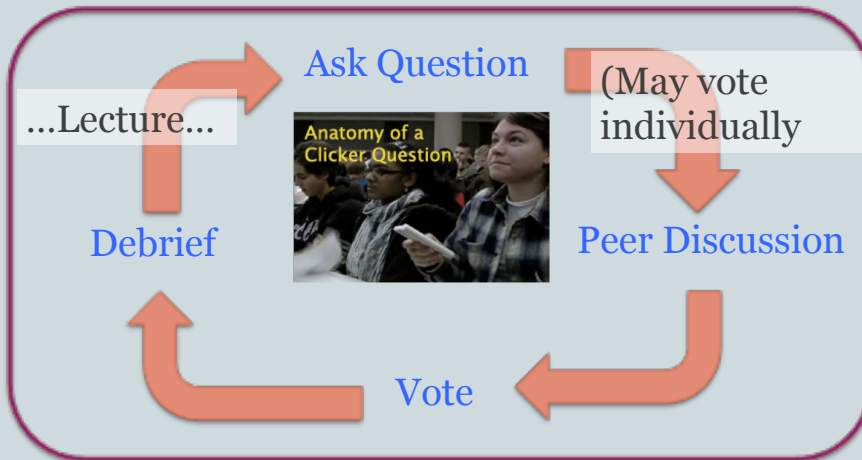 Ask Question
(May vote
individually
...Lecture...
Anatomy of a
Clicker Question
Debrief
Peer Discussion
Vote